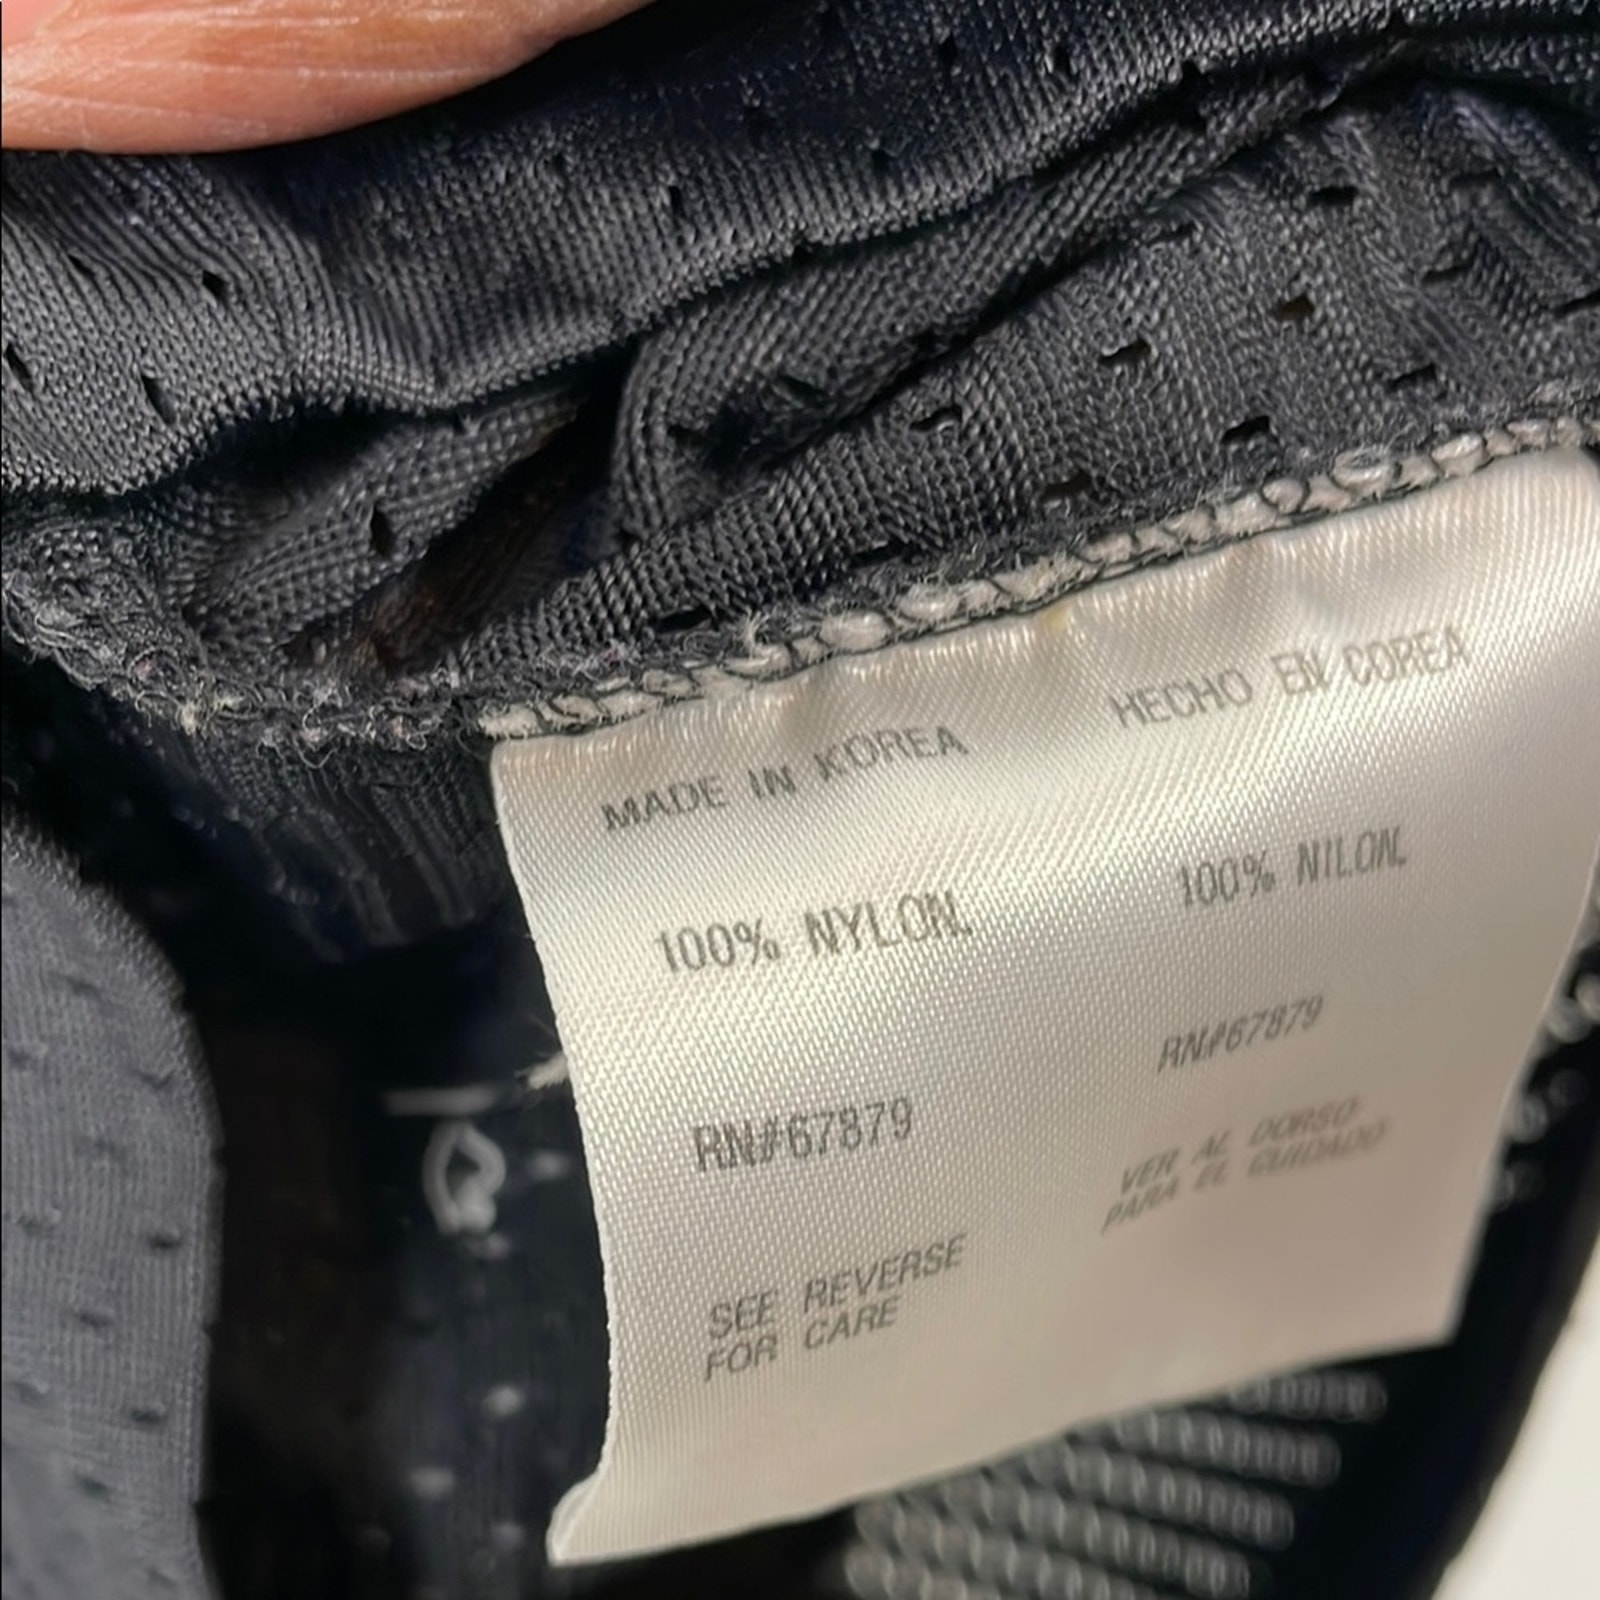 MADE IN KOREA
100% NYLON.
RN#67879
SEE REVERSE
FOR CARE
HECHO EN COREA
100% NILON.
RN#67879
VER AL DORSO
PARA EL CUIDADO